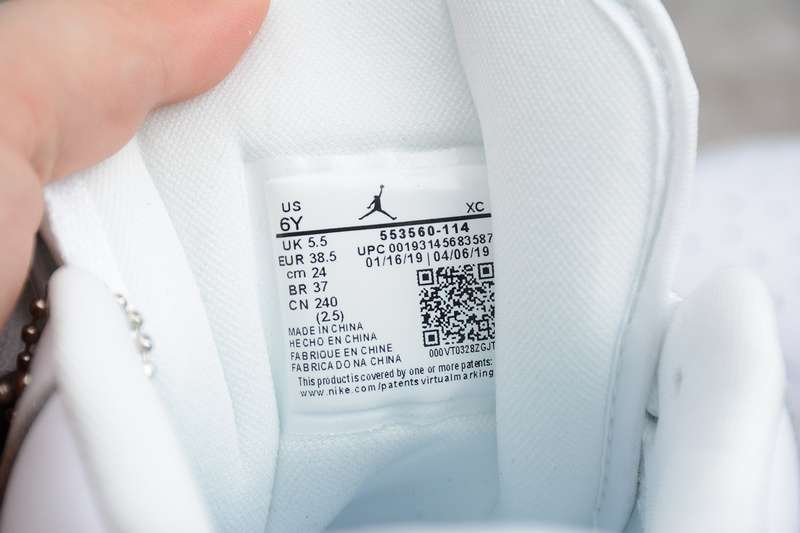 US XC
6Y
UK 5.5 553560-114
EUR 38.5 UPC 00193145683587
cm 24 01/16/19 | 04/06/19
BR 37
CN 240
(2.5)
MADE IN CHINA
HECHO EN CHINA
FABRIQUE EN CHINE
FABRICADO NA CHINA
000VT0328ZGJT
This product is covered by one or more patents:
www.nike.com/patentsvirtualmarking